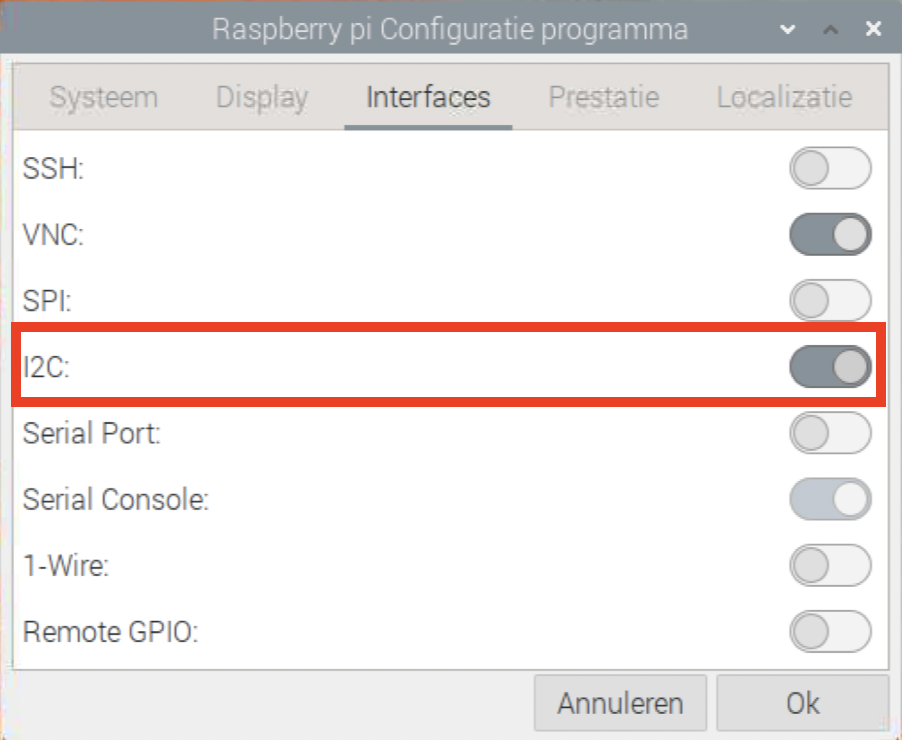 Raspberry pi Configuratie programma
Systeem Display Interfaces Prestatie Localizatie
SSH:
VNC:
SPI:
I2C:
Serial Port:
Serial Console:
1-Wire:
Remote GPIO:
Annuleren Ok